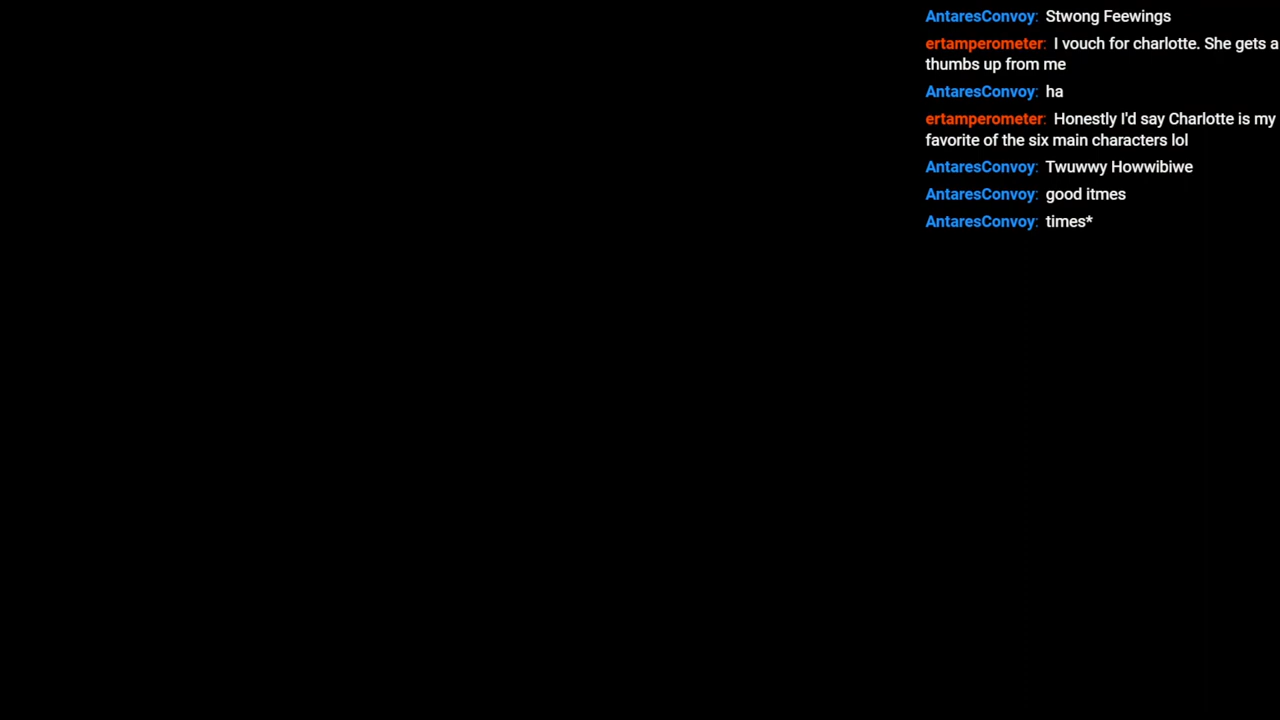 AntaresConvoy: Stwong Feewings
ertamperometer: I vouch for charlotte. She gets a
thumbs up from me
AntaresConvoy: ha
ertamperometer: Honestly I'd say Charlotte is my
favorite of the six main characters lol
AntaresConvoy: Twuwwy Howwibiwe
AntaresConvoy: good itmes
AntaresConvoy: times*